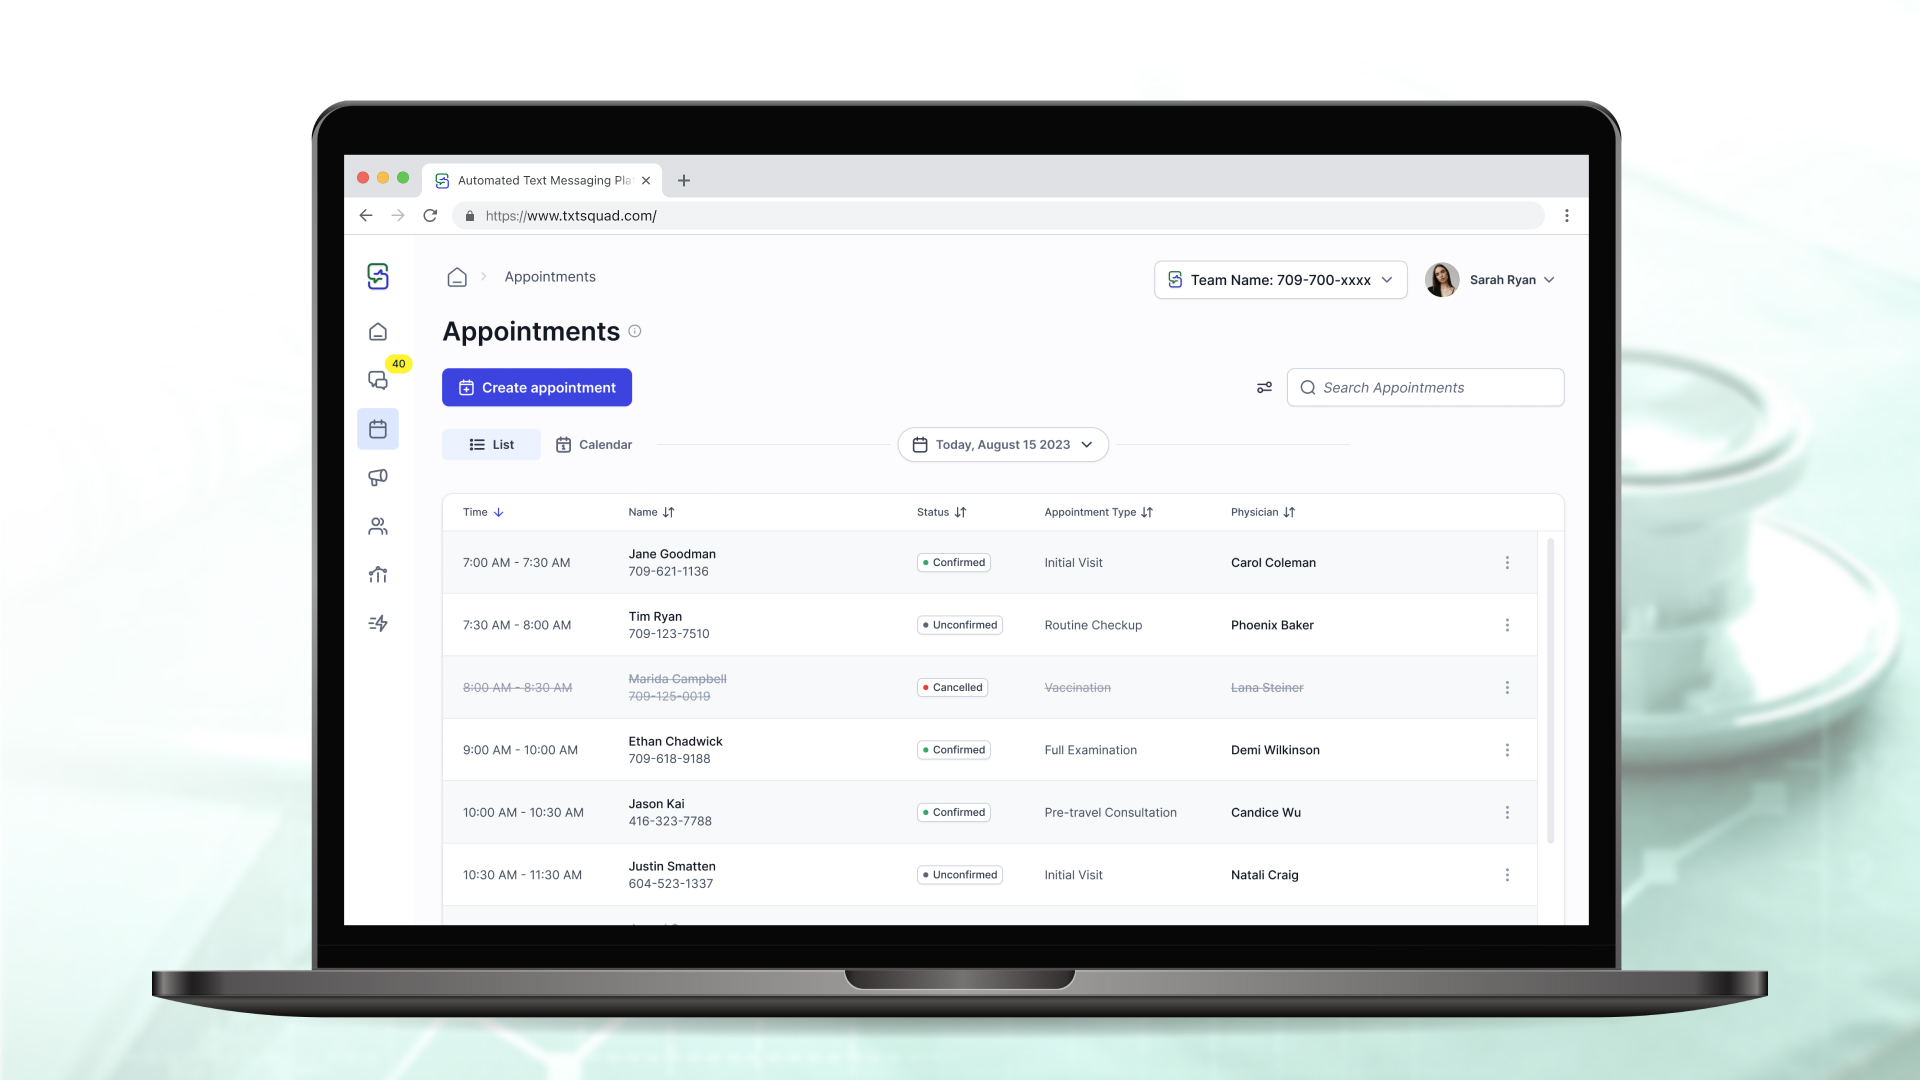 Automated Text Messaging Pla
https://www.txtsquad.com/
Appointments
Team Name: 709-700-xxxx
Sarah Ryan
Appointments
40
Create appointment
Search Appointments
List
Calendar
Today, August 15 2023
Time
Name
Status
Appointment Type
Physician
7:00 AM - 7:30 AM
Jane Goodman
709-621-1136
Confirmed
Initial Visit
Carol Coleman
7:30 AM - 8:00 AM
Tim Ryan
709-123-7510
Unconfirmed
Routine Checkup
Phoenix Baker
8:00 AM - 8:30 AM
Marida Campbell
709-125-0019
Cancelled
Vaccination
Lana Steiner
9:00 AM - 10:00 AM
Ethan Chadwick
709-618-9188
Confirmed
Full Examination
Demi Wilkinson
10:00 AM - 10:30 AM
Jason Kai
416-323-7788
Confirmed
Pre-travel Consultation
Candice Wu
10:30 AM - 11:30 AM
Justin Smatten
604-523-1337
Unconfirmed
Initial Visit
Natali Craig